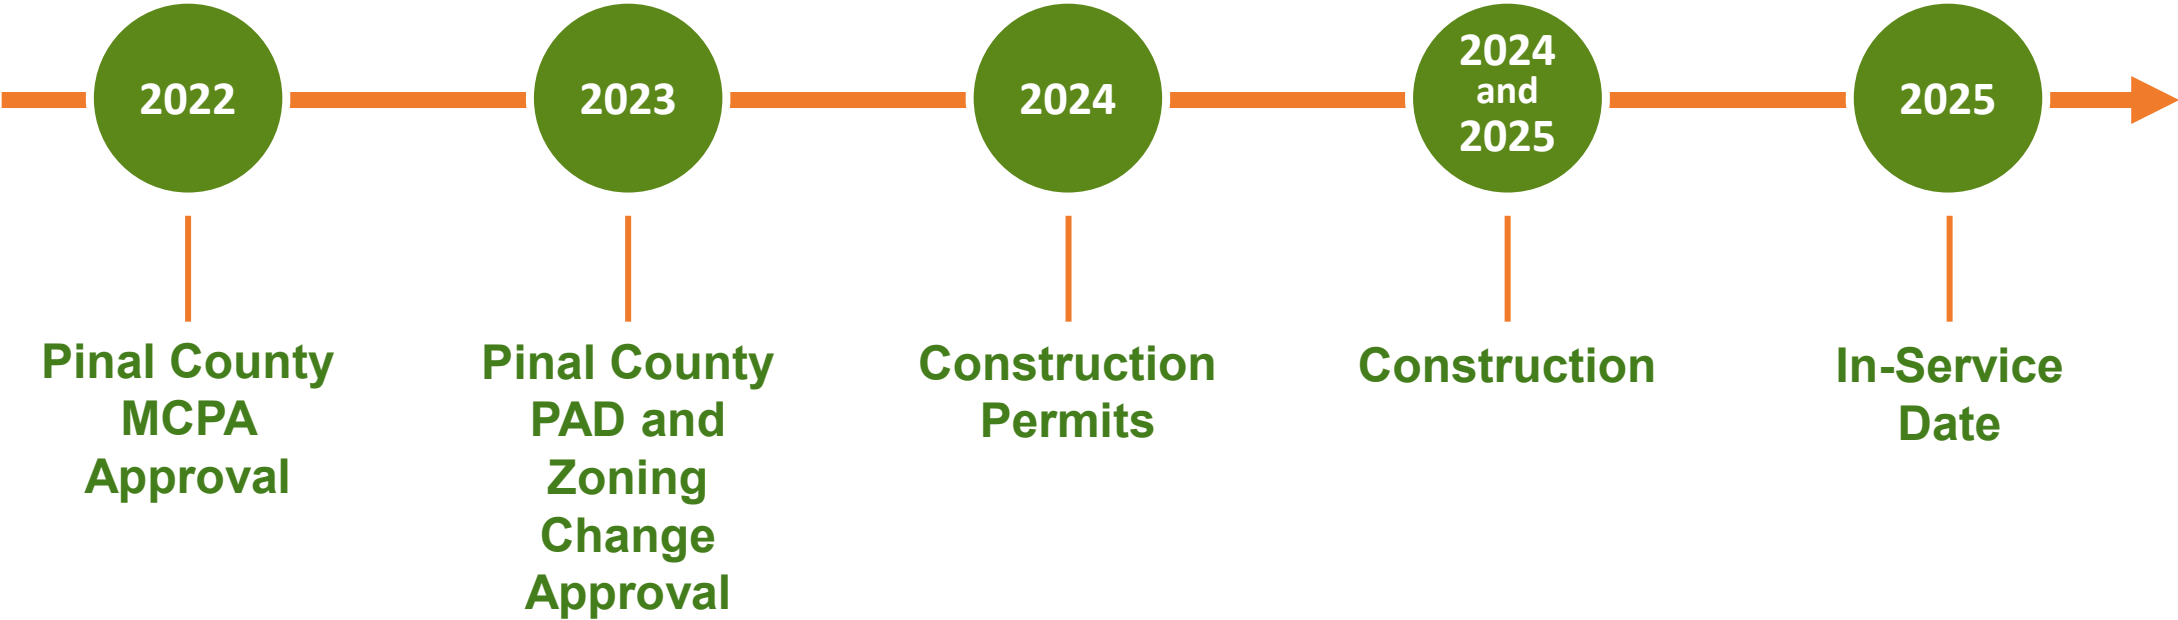 2022
2023
2024
2024
and
2025
2025
Pinal County
MCPA
Approval
Pinal County
PAD and
Zoning
Change
Approval
Construction
Permits
Construction
In-Service
Date